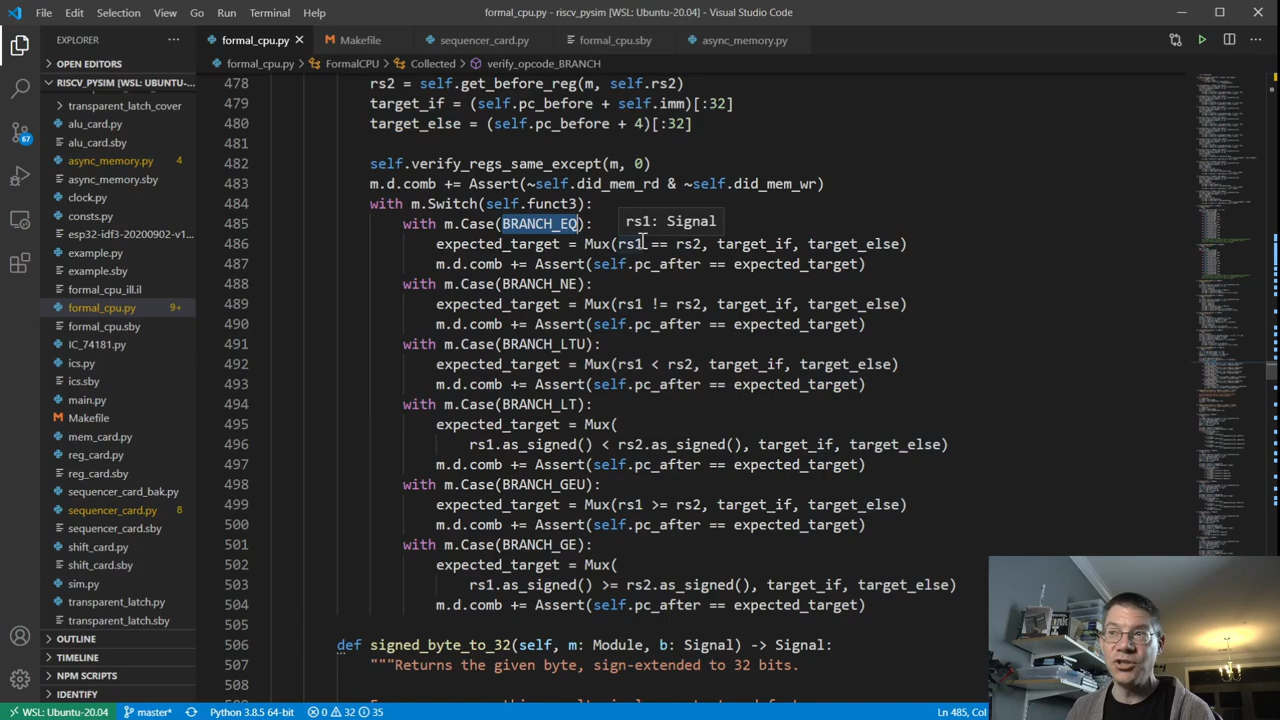 File Edit Selection View Go Run Terminal Help
formal_cpu.py - riscv_pysim [WSL: Ubuntu-20.04] - Visual Studio Code
EXPLORER
formal_cpu.py
Makefile
sequencer_card.py
formal_cpu.sby
async_memory.py
OPEN EDITORS
formal_cpu.py > FormalCPU > Collected > verify_opcode_BRANCH
RISCV_PYSIM [WSL: UBUNTU-...
transparent_latch_cover
alu_card.py
alu_card.sby
async_memory.py 4
async_memory.sby
clock.py
consts.py
esp32-idf3-20200902-v1...
example.py
example.sby
formal_cpu_ill.il
formal_cpu.py 9+
formal_cpu.sby
IC_74181.py
ics.py
ics.sby
main.py
Makefile
mem_card.py
reg_card.py
reg_card.sby
sequencer_card_bak.py
sequencer_card.py 8
sequencer_card.sby
shift_card.py
shift_card.sby
sim.py
transparent_latch.py
transparent_latch.sby
OUTLINE
TIMELINE
NPM SCRIPTS
IDENTIFY
67
478 rs2 = self.get_before_reg(m, self.rs2)
479 target_if = (self.pc_before + self.imm)[:32]
480 target_else = (self.pc_before + 4)[:32]
481
482 self.verify_regssame_except(m, 0)
483 m.d.comb += Assert(~self.did_mem_rd & ~self.did_mem_wr)
484 with m.Switch(self.funct3):
485 with m.Case(BRANCH_EQ):
rs1: Signal
486 expected_target = Mux(rs1 == rs2, target_if, target_else)
487 m.d.comb += Assert(self.pc_after == expected_target)
488 with m.Case(BRANCH_NE):
489 expected_target = Mux(rs1 != rs2, target_if, target_else)
490 m.d.comb += Assert(self.pc_after == expected_target)
491 with m.Case(BRANCH_LTU):
492 expected_target = Mux(rs1 < rs2, target_if, target_else)
493 m.d.comb += Assert(self.pc_after == expected_target)
494 with m.Case(BRANCH_LT):
495 expected_target = Mux(
496 rs1.as_signed() < rs2.as_signed(), target_if, target_else)
497 m.d.comb += Assert(self.pc_after == expected_target)
498 with m.Case(BRANCH_GEU):
499 expected_target = Mux(rs1 >= rs2, target_if, target_else)
500 m.d.comb += Assert(self.pc_after == expected_target)
501 with m.Case(BRANCH_GE):
502 expected_target = Mux(
503 rs1.as_signed() >= rs2.as_signed(), target_if, target_else)
504 m.d.comb += Assert(self.pc_after == expected_target)
506 def signed_byte_to_32(self, m: Module, b: Signal) -> Signal:
507 """Returns the given byte, sign-extended to 32 bits.
508
WSL: Ubuntu-20.04 master* Python 3.8.5 64-bit 0 32 35 Ln 485, Col